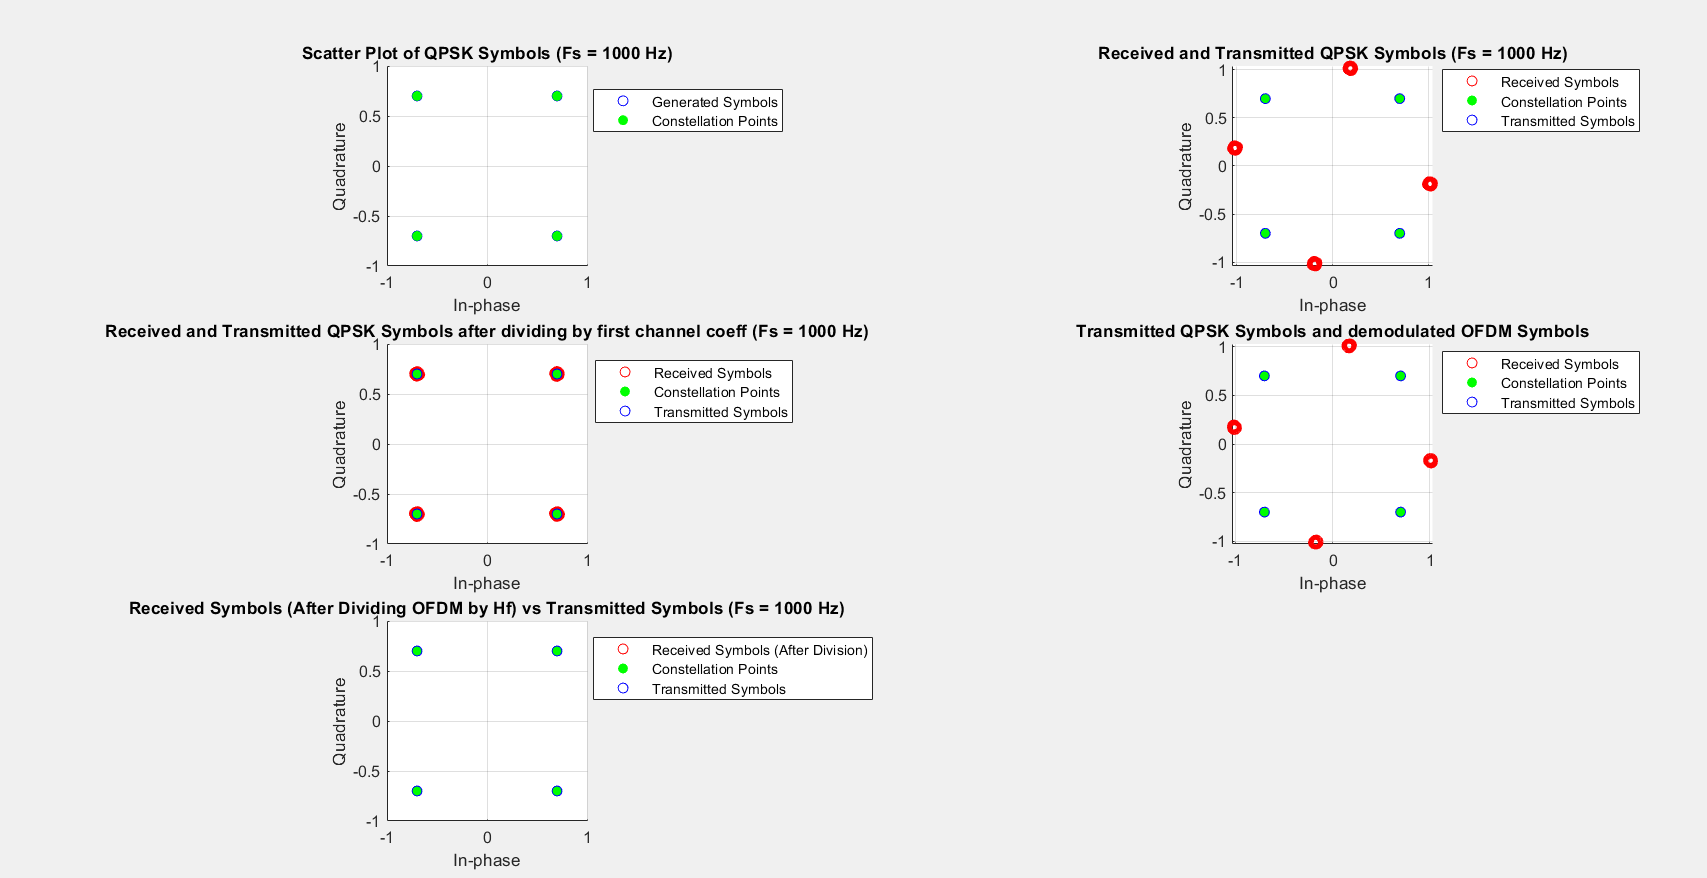 Scatter Plot of QPSK Symbols (Fs = 1000 Hz)
1
0.5
0
-0.5
-1
Quadrature
-1 0 1
In-phase
Generated Symbols
Constellation Points
Received and Transmitted QPSK Symbols (Fs = 1000 Hz)
1
0.5
0
-0.5
-1
Quadrature
-1 0 1
In-phase
Received Symbols
Constellation Points
Transmitted Symbols
Received and Transmitted QPSK Symbols after dividing by first channel coeff (Fs = 1000 Hz)
1
0.5
0
-0.5
-1
Quadrature
-1 0 1
In-phase
Received Symbols
Constellation Points
Transmitted Symbols
Transmitted QPSK Symbols and demodulated OFDM Symbols
1
0.5
0
-0.5
-1
Quadrature
-1 0 1
In-phase
Received Symbols
Constellation Points
Transmitted Symbols
Received Symbols (After Dividing OFDM by Hf) vs Transmitted Symbols (Fs = 1000 Hz)
1
0.5
0
-0.5
-1
Quadrature
-1 0 1
In-phase
Received Symbols (After Division)
Constellation Points
Transmitted Symbols